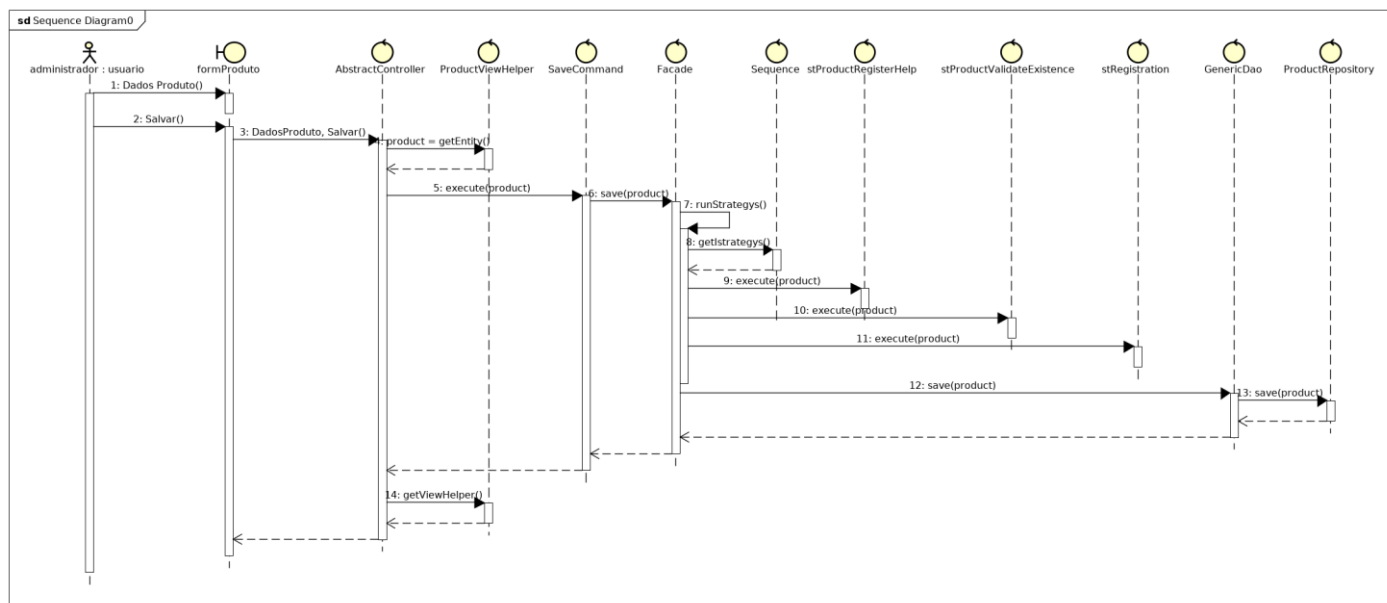 sd Sequence Diagram0
administrador : usuario
formProduto
AbstractController
ProductViewHelper
SaveCommand
Facade
Sequence
stProductRegisterHelp
stProductValidateExistence
stRegistration
GenericDao
ProductRepository
1: Dados Produto()
2: Salvar()
3: DadosProduto, Salvar()
4: product = getEntity()
5: execute(product)
6: save(product)
7: runStrategys()
8: getIstrategys()
9: execute(product)
10: execute(product)
11: execute(product)
12: save(product)
13: save(product)
14: getViewHelper()